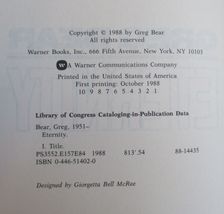 Copyright © 1988 by Greg Bear
All rights reserved
Warner Books, Inc., 666 Fifth Avenue, New York, NY 10103
W A Warner Communications Company
Printed in the United States of America
First printing: October 1988
10 9 8 7 6 5 4 3 2 1
Library of Congress Cataloging-in-Publication Data
Bear, Greg, 1951–
Eternity.
I. Title.
PS3552.E157E84 1988 813'.54 88-14435
ISBN 0-446-51402-0
Designed by Giorgetta Bell McRee